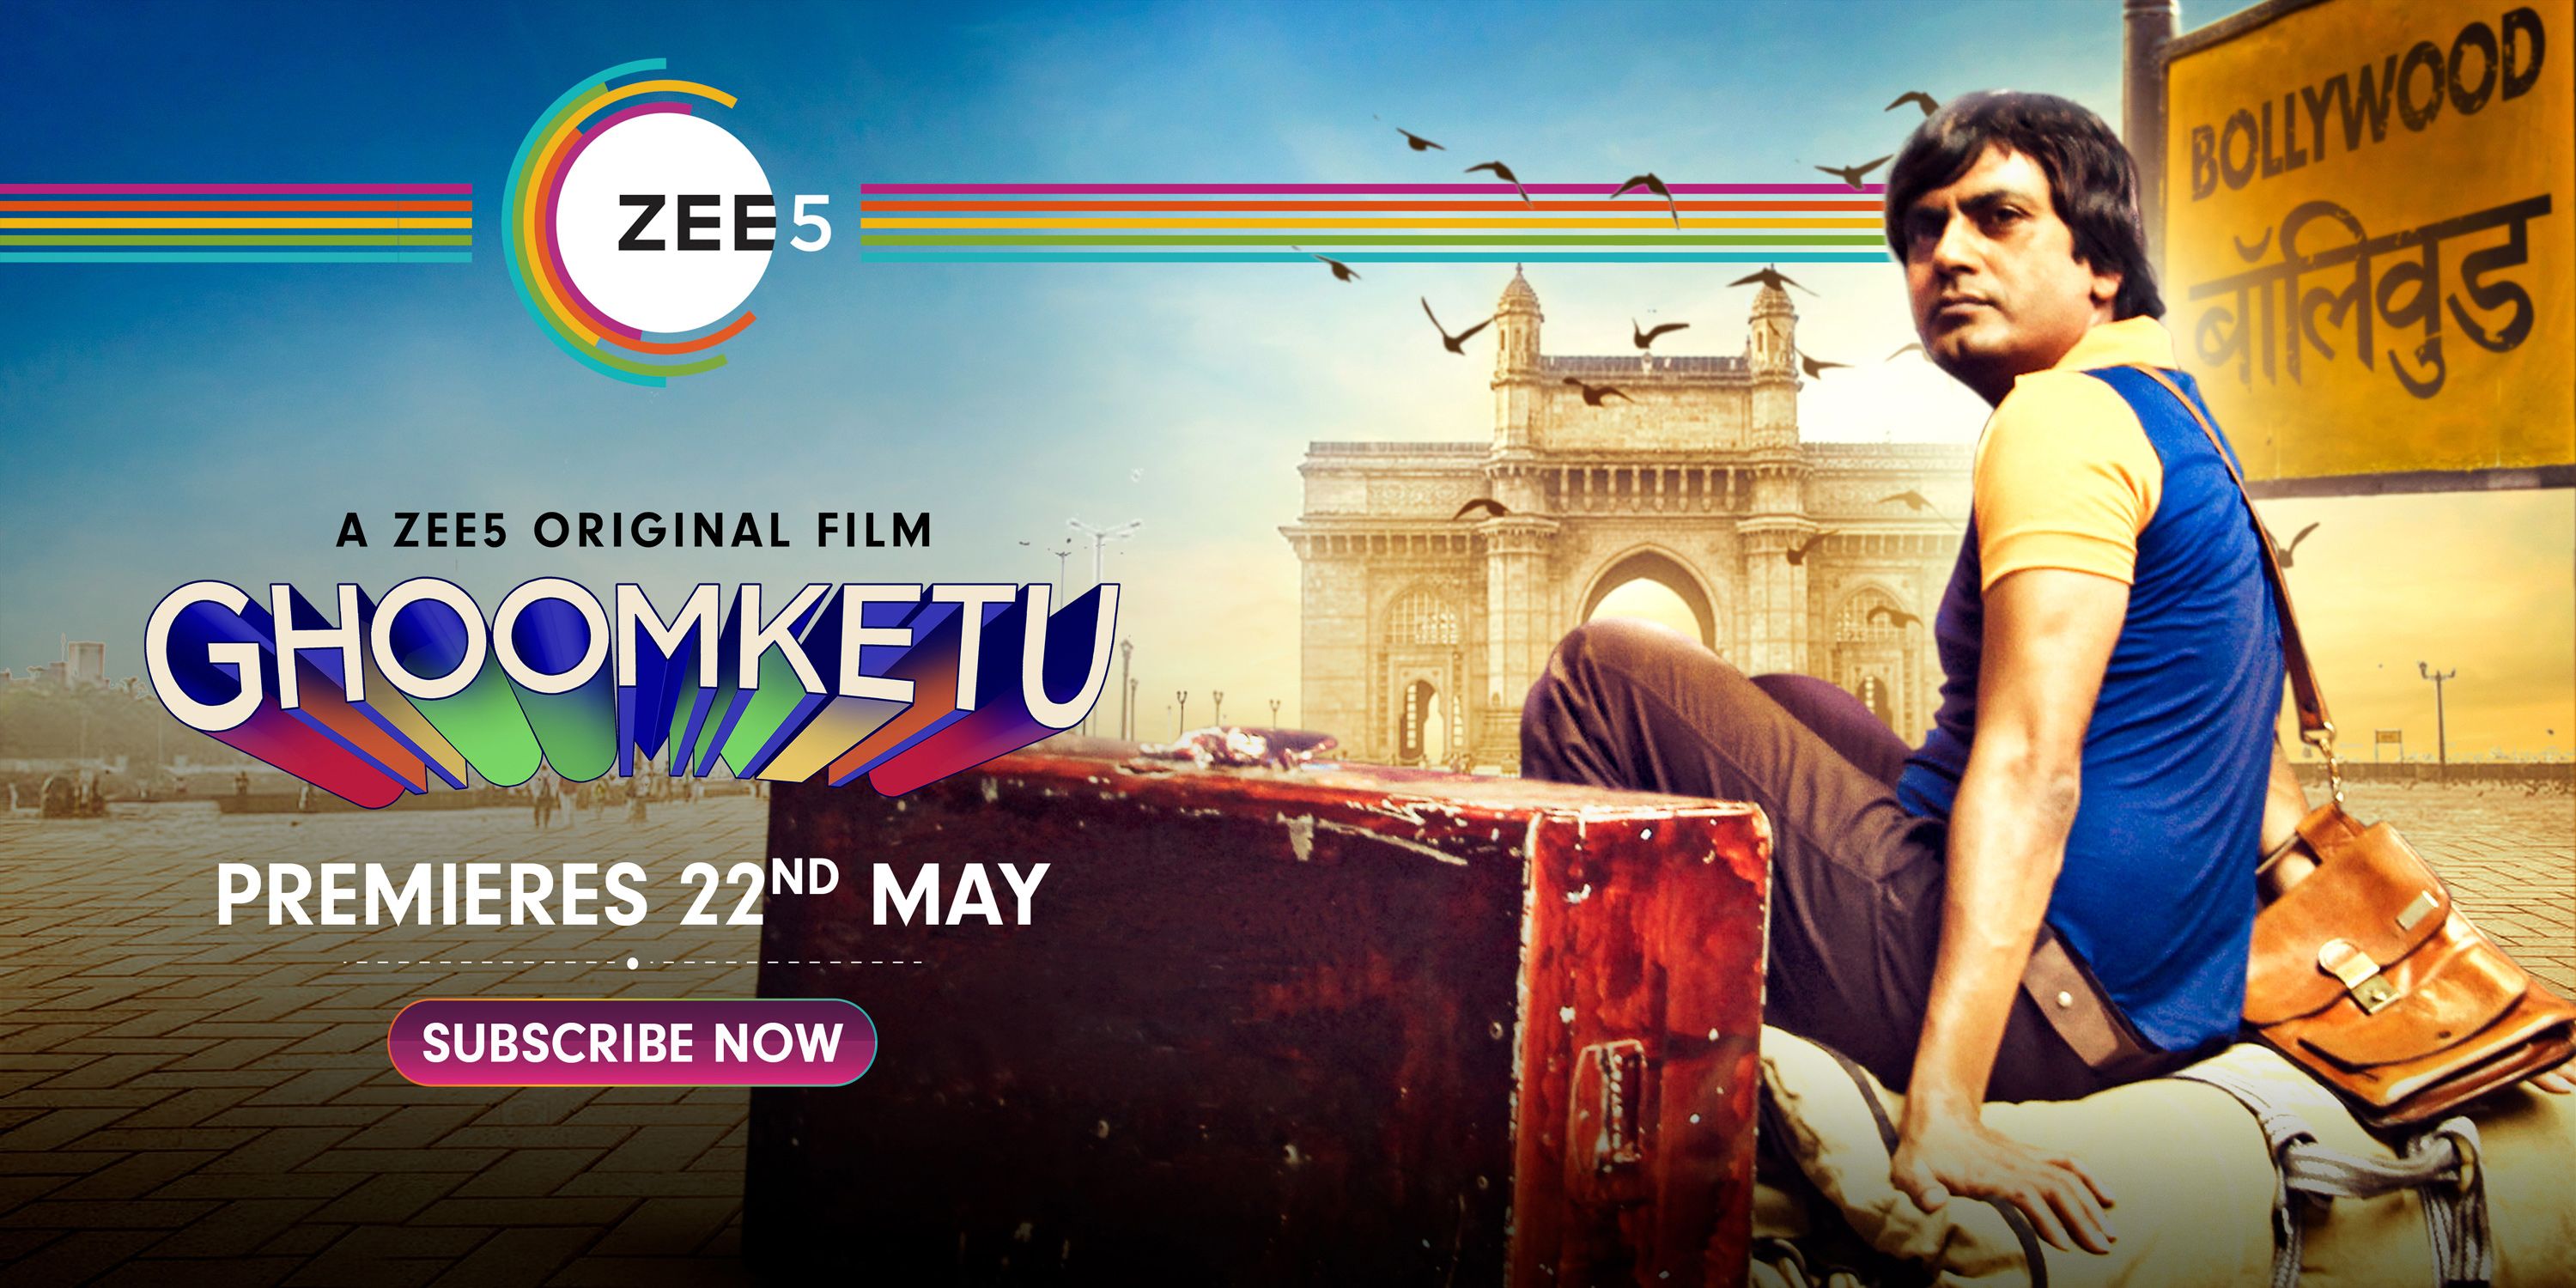 ZEE5
A ZEE5 ORIGINAL FILM
GHOOMKETU
PREMIERES 22ND MAY
SUBSCRIBE NOW
BOLLYWOOD
बॉलिवुड